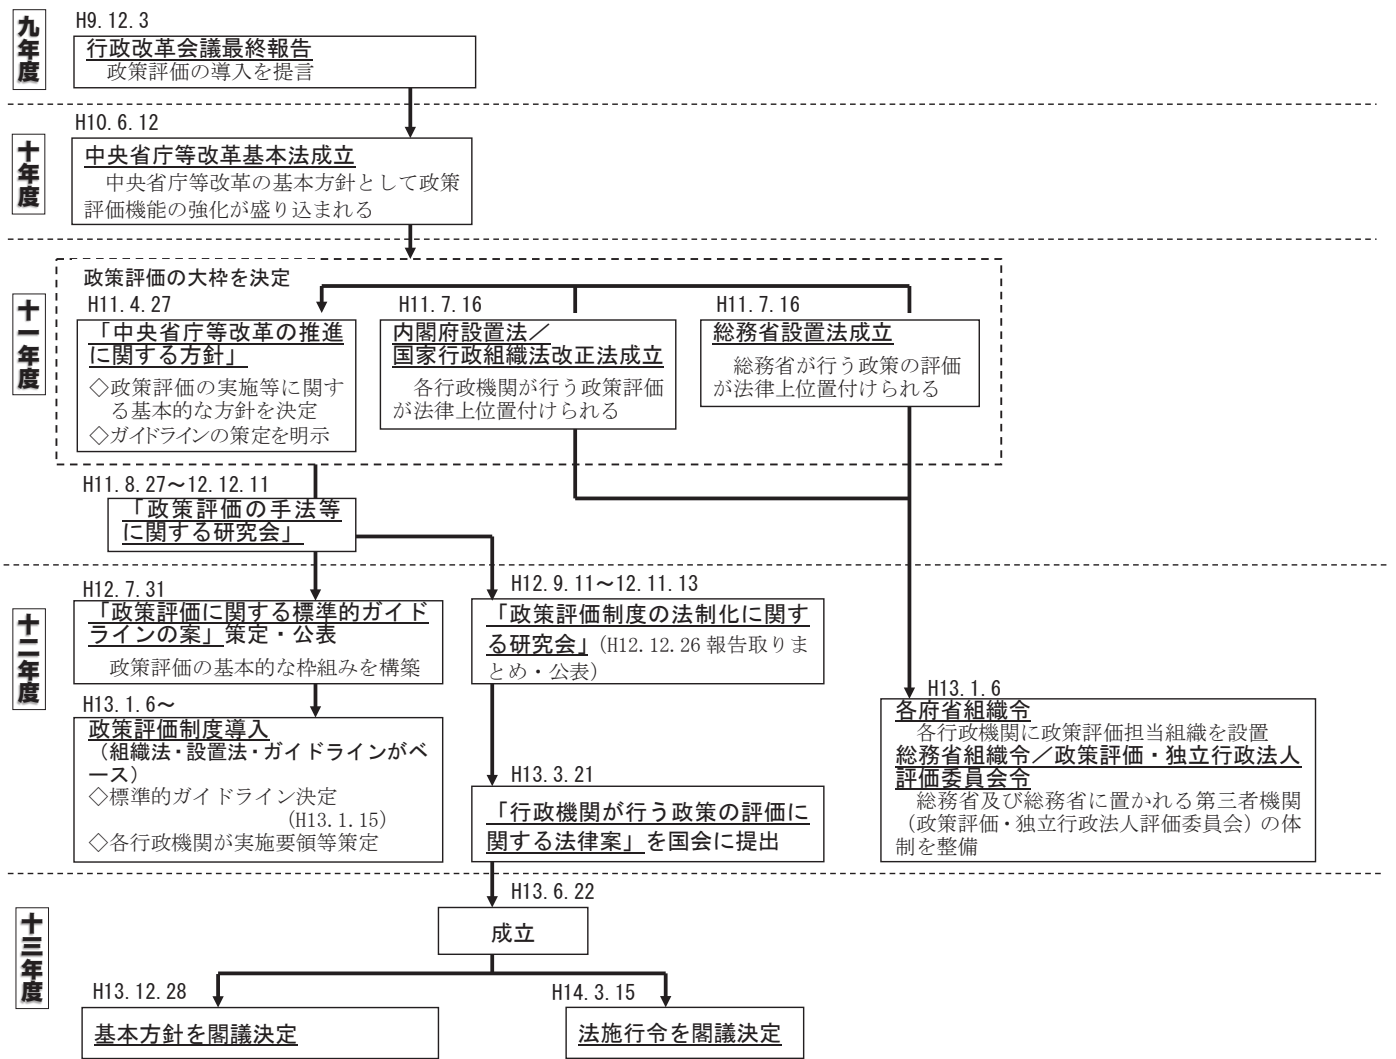 九年度
H9.12.3
行政改革会議最終報告
政策評価の導入を提言
十年度
H10.6.12
中央省庁等改革基本法成立
中央省庁等改革の基本方針として政策
評価機能の強化が盛り込まれる
十一年度
政策評価の大枠を決定
H11.4.27
「中央省庁等改革の推進
に関する方針」
◇政策評価の実施等に関す
る基本的な方針を決定
◇ガイドラインの策定を明示
H11.7.16
内閣府設置法／
国家行政組織法改正法成立
各行政機関が行う政策評価
が法律上位置付けられる
H11.7.16
総務省設置法成立
総務省が行う政策の評価
が法律上位置付けられる
H11.8.27～12.12.11
「政策評価の手法等
に関する研究会」
十二年度
H12.7.31
「政策評価に関する標準的ガイド
ラインの案」策定・公表
政策評価の基本的な枠組みを構築
H13.1.6～
政策評価制度導入
（組織法・設置法・ガイドラインがベ
ース）
◇標準的ガイドライン決定
(H13.1.15)
◇各行政機関が実施要領等策定
H12.9.11～12.11.13
「政策評価制度の法制化に関す
る研究会」(H12.12.26 報告取りま
とめ・公表)
H13.3.21
「行政機関が行う政策の評価に
関する法律案」を国会に提出
H13.1.6
各府省組織令
各行政機関に政策評価担当組織を設置
総務省組織令／政策評価・独立行政法人
評価委員会令
総務省及び総務省に置かれる第三者機関
（政策評価・独立行政法人評価委員会）の体
制を整備
十三年度
H13.6.22
成立
H13.12.28
基本方針を閣議決定
H14.3.15
法施行令を閣議決定